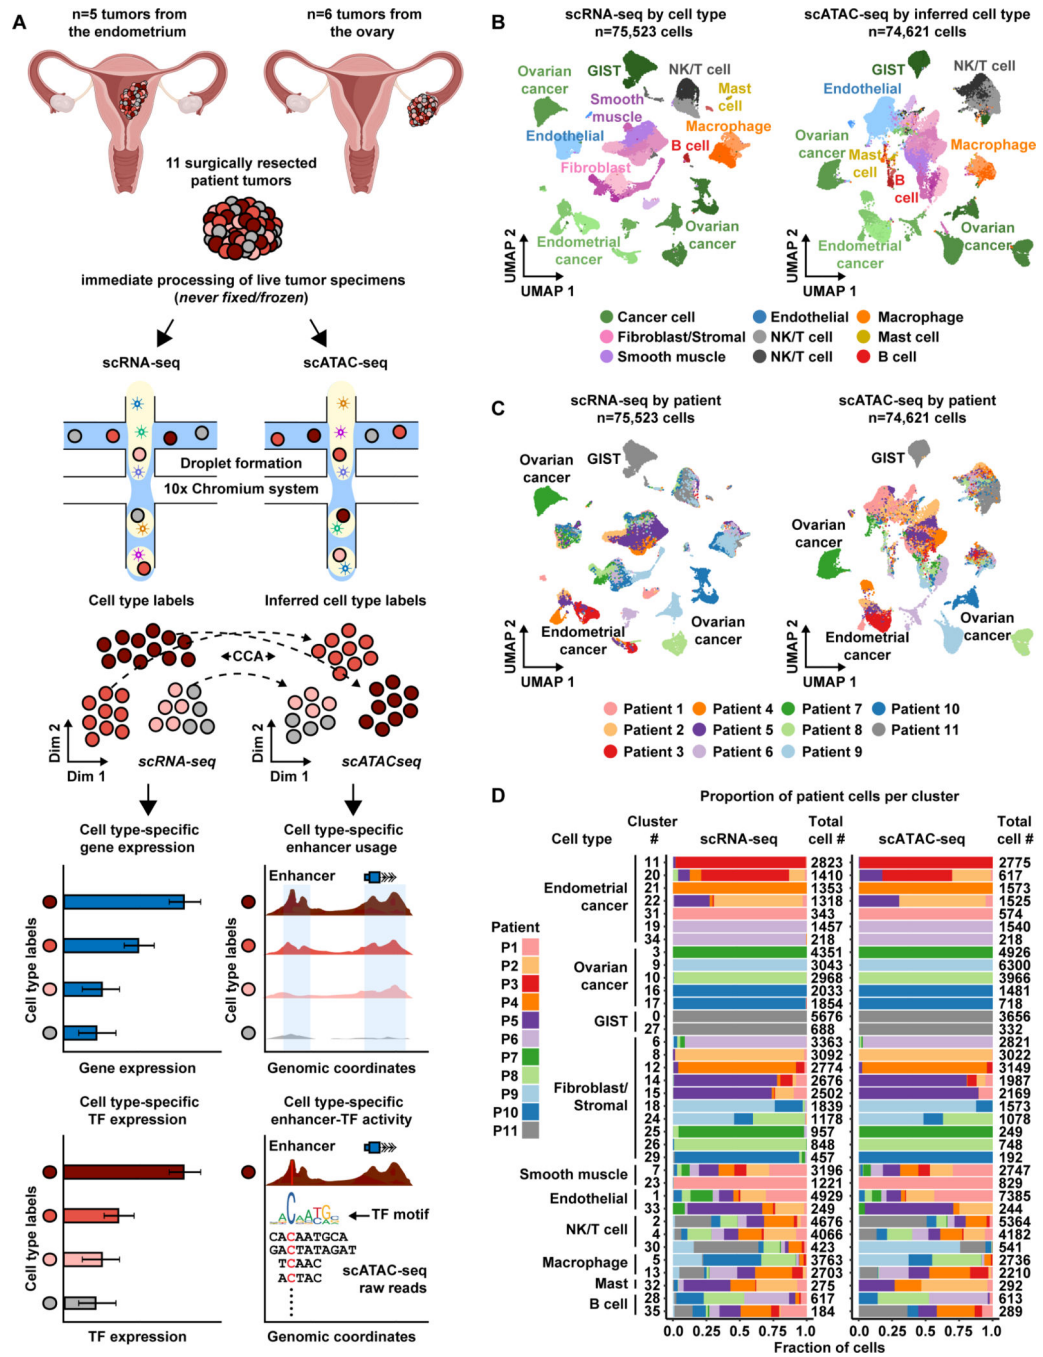 A
n=5 tumors from
the endometrium
n=6 tumors from
the ovary
11 surgically resected
patient tumors
immediate processing of live tumor specimens
(never fixed/frozen)
scRNA-seq
scATAC-seq
Droplet formation
10x Chromium system
Cell type labels
Inferred cell type labels
CCA
Dim 2
Dim 1
scRNA-seq
Dim 2
Dim 1
scATACseq
Cell type-specific
gene expression
Cell type-specific
enhancer usage
Cell type labels
Gene expression
Cell type labels
Enhancer
Genomic coordinates
Cell type-specific
TF expression
Cell type-specific
enhancer-TF activity
Cell type labels
TF expression
Enhancer
TF motif
CACAATGCA
GACTATAGAT
TCAAC
ACTAC
scATAC-seq
raw reads
Genomic coordinates
B
scRNA-seq by cell type
n=75,523 cells
Ovarian
cancer
GIST
NK/T cell
Mast
cell
Smooth
muscle
Endothelial
Macrophage
B cell
Fibroblast
Endometrial
cancer
Ovarian
cancer
UMAP 2
UMAP 1
scATAC-seq by inferred cell type
n=74,621 cells
GIST
NK/T cell
Endothelial
Ovarian
cancer
Mast
cell
Macrophage
B
cell
Endometrial
cancer
Ovarian
cancer
UMAP 2
UMAP 1
Cancer cell
Endothelial
Macrophage
Fibroblast/Stromal
NK/T cell
Mast cell
Smooth muscle
NK/T cell
B cell
C
scRNA-seq by patient
n=75,523 cells
Ovarian
cancer
GIST
Endometrial
cancer
Ovarian
cancer
UMAP 2
UMAP 1
scATAC-seq by patient
n=74,621 cells
GIST
Ovarian
cancer
Endometrial
cancer
Ovarian
cancer
UMAP 2
UMAP 1
Patient 1
Patient 4
Patient 7
Patient 10
Patient 2
Patient 5
Patient 8
Patient 11
Patient 3
Patient 6
Patient 9
D
Proportion of patient cells per cluster
Cell type
Cluster
#
scRNA-seq
Total
cell #
scATAC-seq
Total
cell #
Patient
P1
P2
P3
P4
P5
P6
P7
P8
P9
P10
P11
Endometrial
cancer
11 2823 2775
20 1410 617
21 1353 1573
22 1318 1525
31 343 574
19 1457 1540
34 218 218
Ovarian
cancer
3 4351 4926
9 3043 6300
10 2968 3966
16 2033 1481
17 1854 718
GIST
0 5676 3656
27 688 332
Fibroblast/
Stromal
6 3363 2821
8 3092 3022
12 2774 3149
14 2676 1987
15 2502 2169
18 1839 1573
24 1178 1078
25 957 249
26 848 748
29 457 192
Smooth muscle
7 3196 2747
23 1221 829
Endothelial
1 4929 7385
33 249 244
NK/T cell
2 4676 5364
4 4066 4182
30 423 541
Macrophage
5 3763 2736
13 2703 2210
Mast
32 275 292
B cell
28 617 613
35 184 289
0.0 0.25 0.5 0.75 1.0
0.0 0.25 0.5 0.75 1.0
Fraction of cells